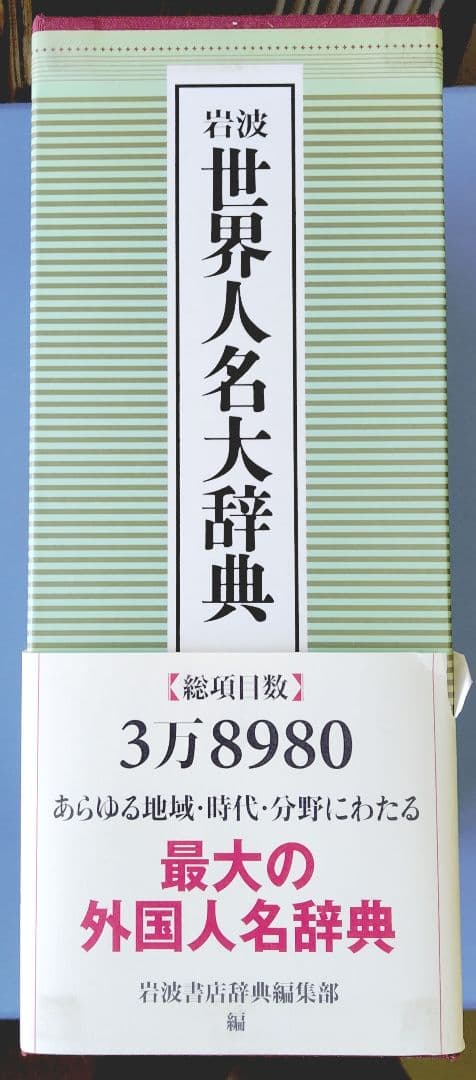 岩波
世界人名大辞典
【総項目数】
3万8980
あらゆる地域・時代・分野にわたる
最大の
外国人名辞典
岩波書店辞典編集部
編